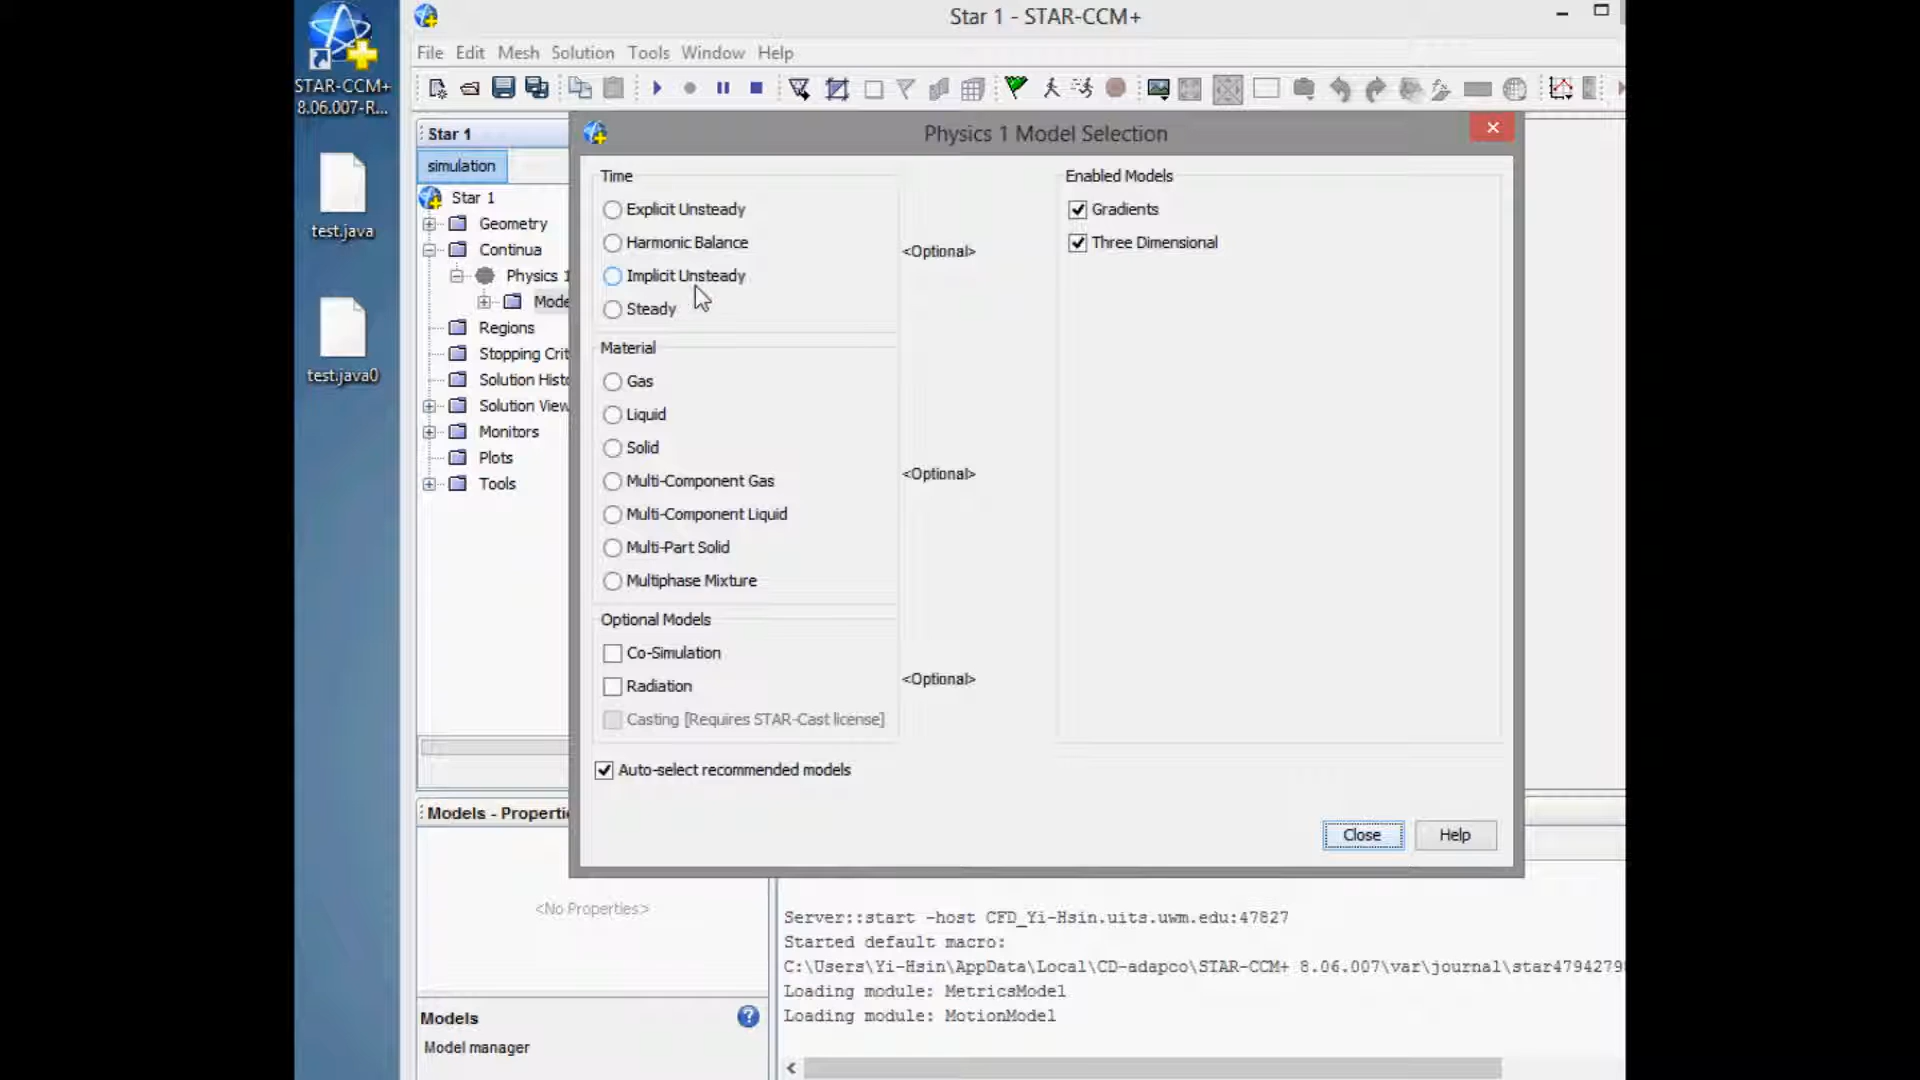 STAR-CCM+
8.06.007-R...
test.java
test.java0
Star 1 - STAR-CCM+
File Edit Mesh Solution Tools Window Help
Star 1
simulation
Star 1
Geometry
Continua
Physics 1
Mode
Regions
Stopping Crit
Solution Histo
Solution View
Monitors
Plots
Tools
Physics 1 Model Selection
Time
Explicit Unsteady
Harmonic Balance
Implicit Unsteady
Steady
<Optional>
Material
Gas
Liquid
Solid
Multi-Component Gas
Multi-Component Liquid
Multi-Part Solid
Multiphase Mixture
<Optional>
Optional Models
Co-Simulation
Radiation
Casting [Requires STAR-Cast license]
<Optional>
Enabled Models
Gradients
Three Dimensional
Auto-select recommended models
Close
Help
Models - Properti
<No Properties>
Models
Model manager
Server::start -host CFD_Yi-Hsin.uits.uwm.edu:47827
Started default macro:
C:\Users\Yi-Hsin\AppData\Local\CD-adapco\STAR-CCM+ 8.06.007\var\journal\star4794279
Loading module: MetricsModel
Loading module: MotionModel